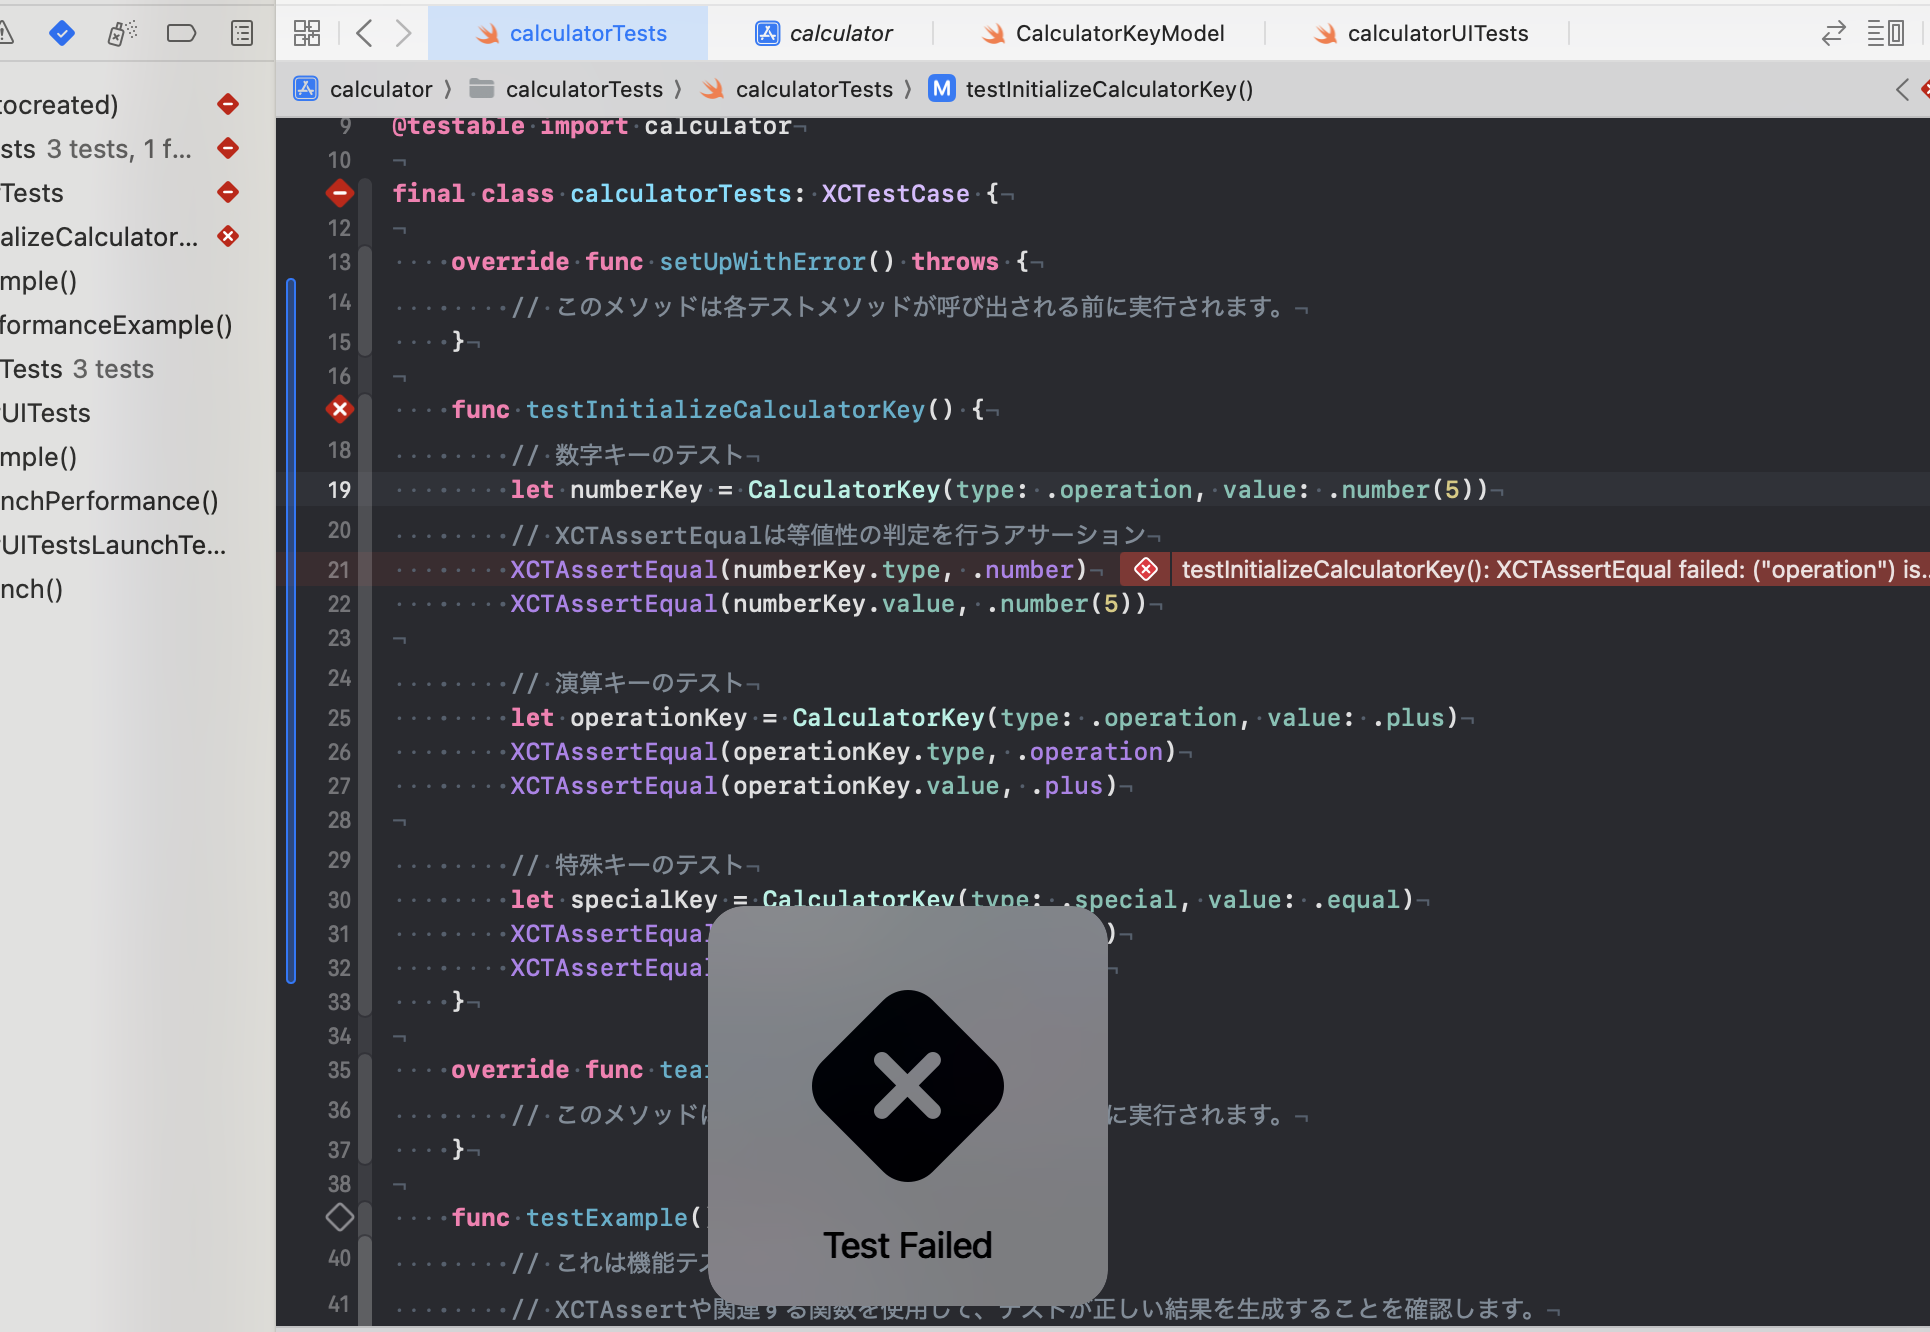 calculatorTests
calculator
CalculatorKeyModel
calculatorUITests
calculator 〉 calculatorTests 〉 calculatorTests 〉 M testInitializeCalculatorKey()
tocreated)
sts 3 tests, 1 f...
Tests
alizeCalculator...
mple()
formanceExample()
Tests 3 tests
UITests
mple()
nchPerformance()
UITestsLaunchTe...
nch()
9 @testable import calculator
10
final class calculatorTests: XCTestCase {
12
13 override func setUpWithError() throws {
14 // このメソッドは各テストメソッドが呼び出される前に実行されます。
15 }
16
func testInitializeCalculatorKey() {
18 // 数字キーのテスト
19 let numberKey = CalculatorKey(type: .operation, value: .number(5))
20 // XCTAssertEqualは等値性の判定を行うアサーション
21 XCTAssertEqual(numberKey.type, .number) testInitializeCalculatorKey(): XCTAssertEqual failed: ("operation") is...
22 XCTAssertEqual(numberKey.value, .number(5))
23
24 // 演算キーのテスト
25 let operationKey = CalculatorKey(type: .operation, value: .plus)
26 XCTAssertEqual(operationKey.type, .operation)
27 XCTAssertEqual(operationKey.value, .plus)
28
29 // 特殊キーのテスト
30 let specialKey = CalculatorKey(type: .special, value: .equal)
31 XCTAssertEqual )
32 XCTAssertEqual
33 }
34
35 override func tear
36 // このメソッドは に実行されます。
37 }
38
func testExample()
40 // これは機能テス
41 // XCTAssertや関連する関数を使用して、テストが正しい結果を生成することを確認します。
Test Failed